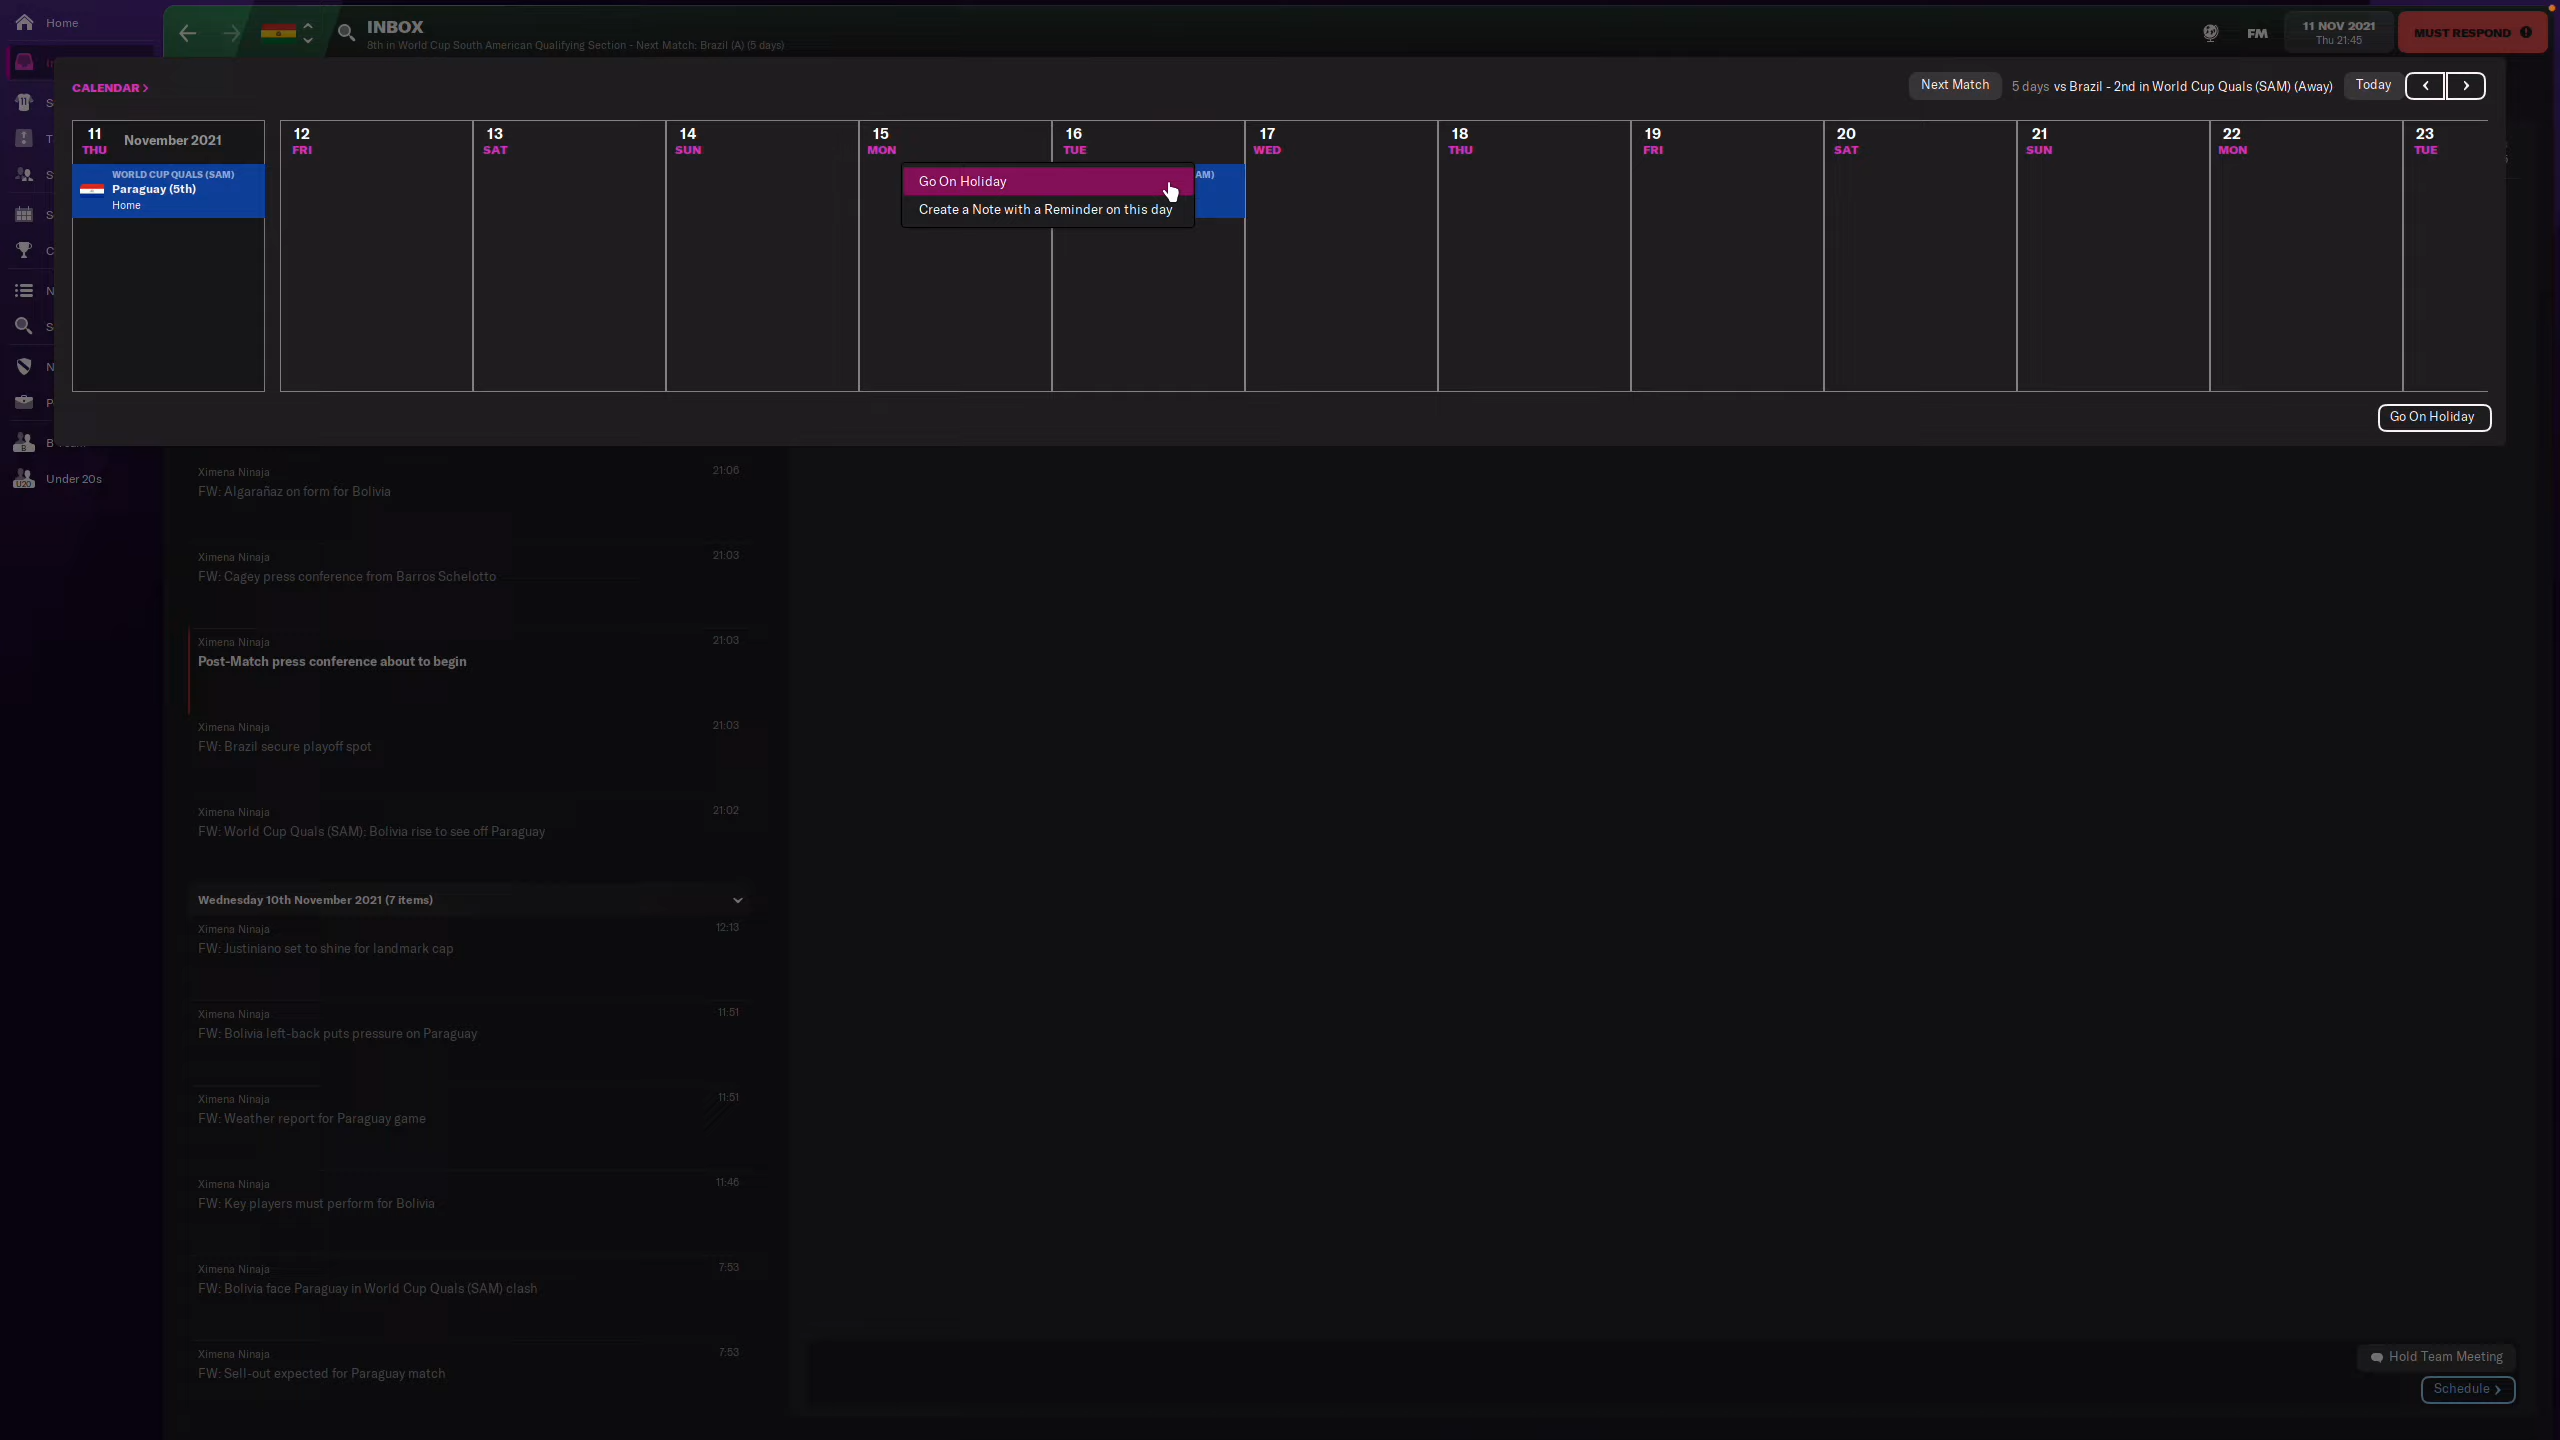 Home
INBOX
8th in World Cup South American Qualifying Section - Next Match: Brazil (A) (5 days)
FM
11 NOV 2021
Thu 21:45
MUST RESPOND
CALENDAR >
Next Match
5 days vs Brazil - 2nd in World Cup Quals (SAM) (Away)
Today
< >
11 THU November 2021
12 FRI
13 SAT
14 SUN
15 MON
16 TUE
17 WED
18 THU
19 FRI
20 SAT
21 SUN
22 MON
23 TUE
WORLD CUP QUALS (SAM)
Paraguay (5th)
Home
AM)
Go On Holiday
Create a Note with a Reminder on this day
Go On Holiday
Under 20s
Ximena Ninaja 21:06
FW: Algarañaz on form for Bolivia
Ximena Ninaja 21:03
FW: Cagey press conference from Barros Schelotto
Ximena Ninaja 21:03
Post-Match press conference about to begin
Ximena Ninaja 21:03
FW: Brazil secure playoff spot
Ximena Ninaja 21:02
FW: World Cup Quals (SAM): Bolivia rise to see off Paraguay
Wednesday 10th November 2021 (7 items)
Ximena Ninaja 12:13
FW: Justiniano set to shine for landmark cap
Ximena Ninaja 11:51
FW: Bolivia left-back puts pressure on Paraguay
Ximena Ninaja 11:51
FW: Weather report for Paraguay game
Ximena Ninaja 11:46
FW: Key players must perform for Bolivia
Ximena Ninaja 7:53
FW: Bolivia face Paraguay in World Cup Quals (SAM) clash
Ximena Ninaja 7:53
FW: Sell-out expected for Paraguay match
Hold Team Meeting
Schedule >